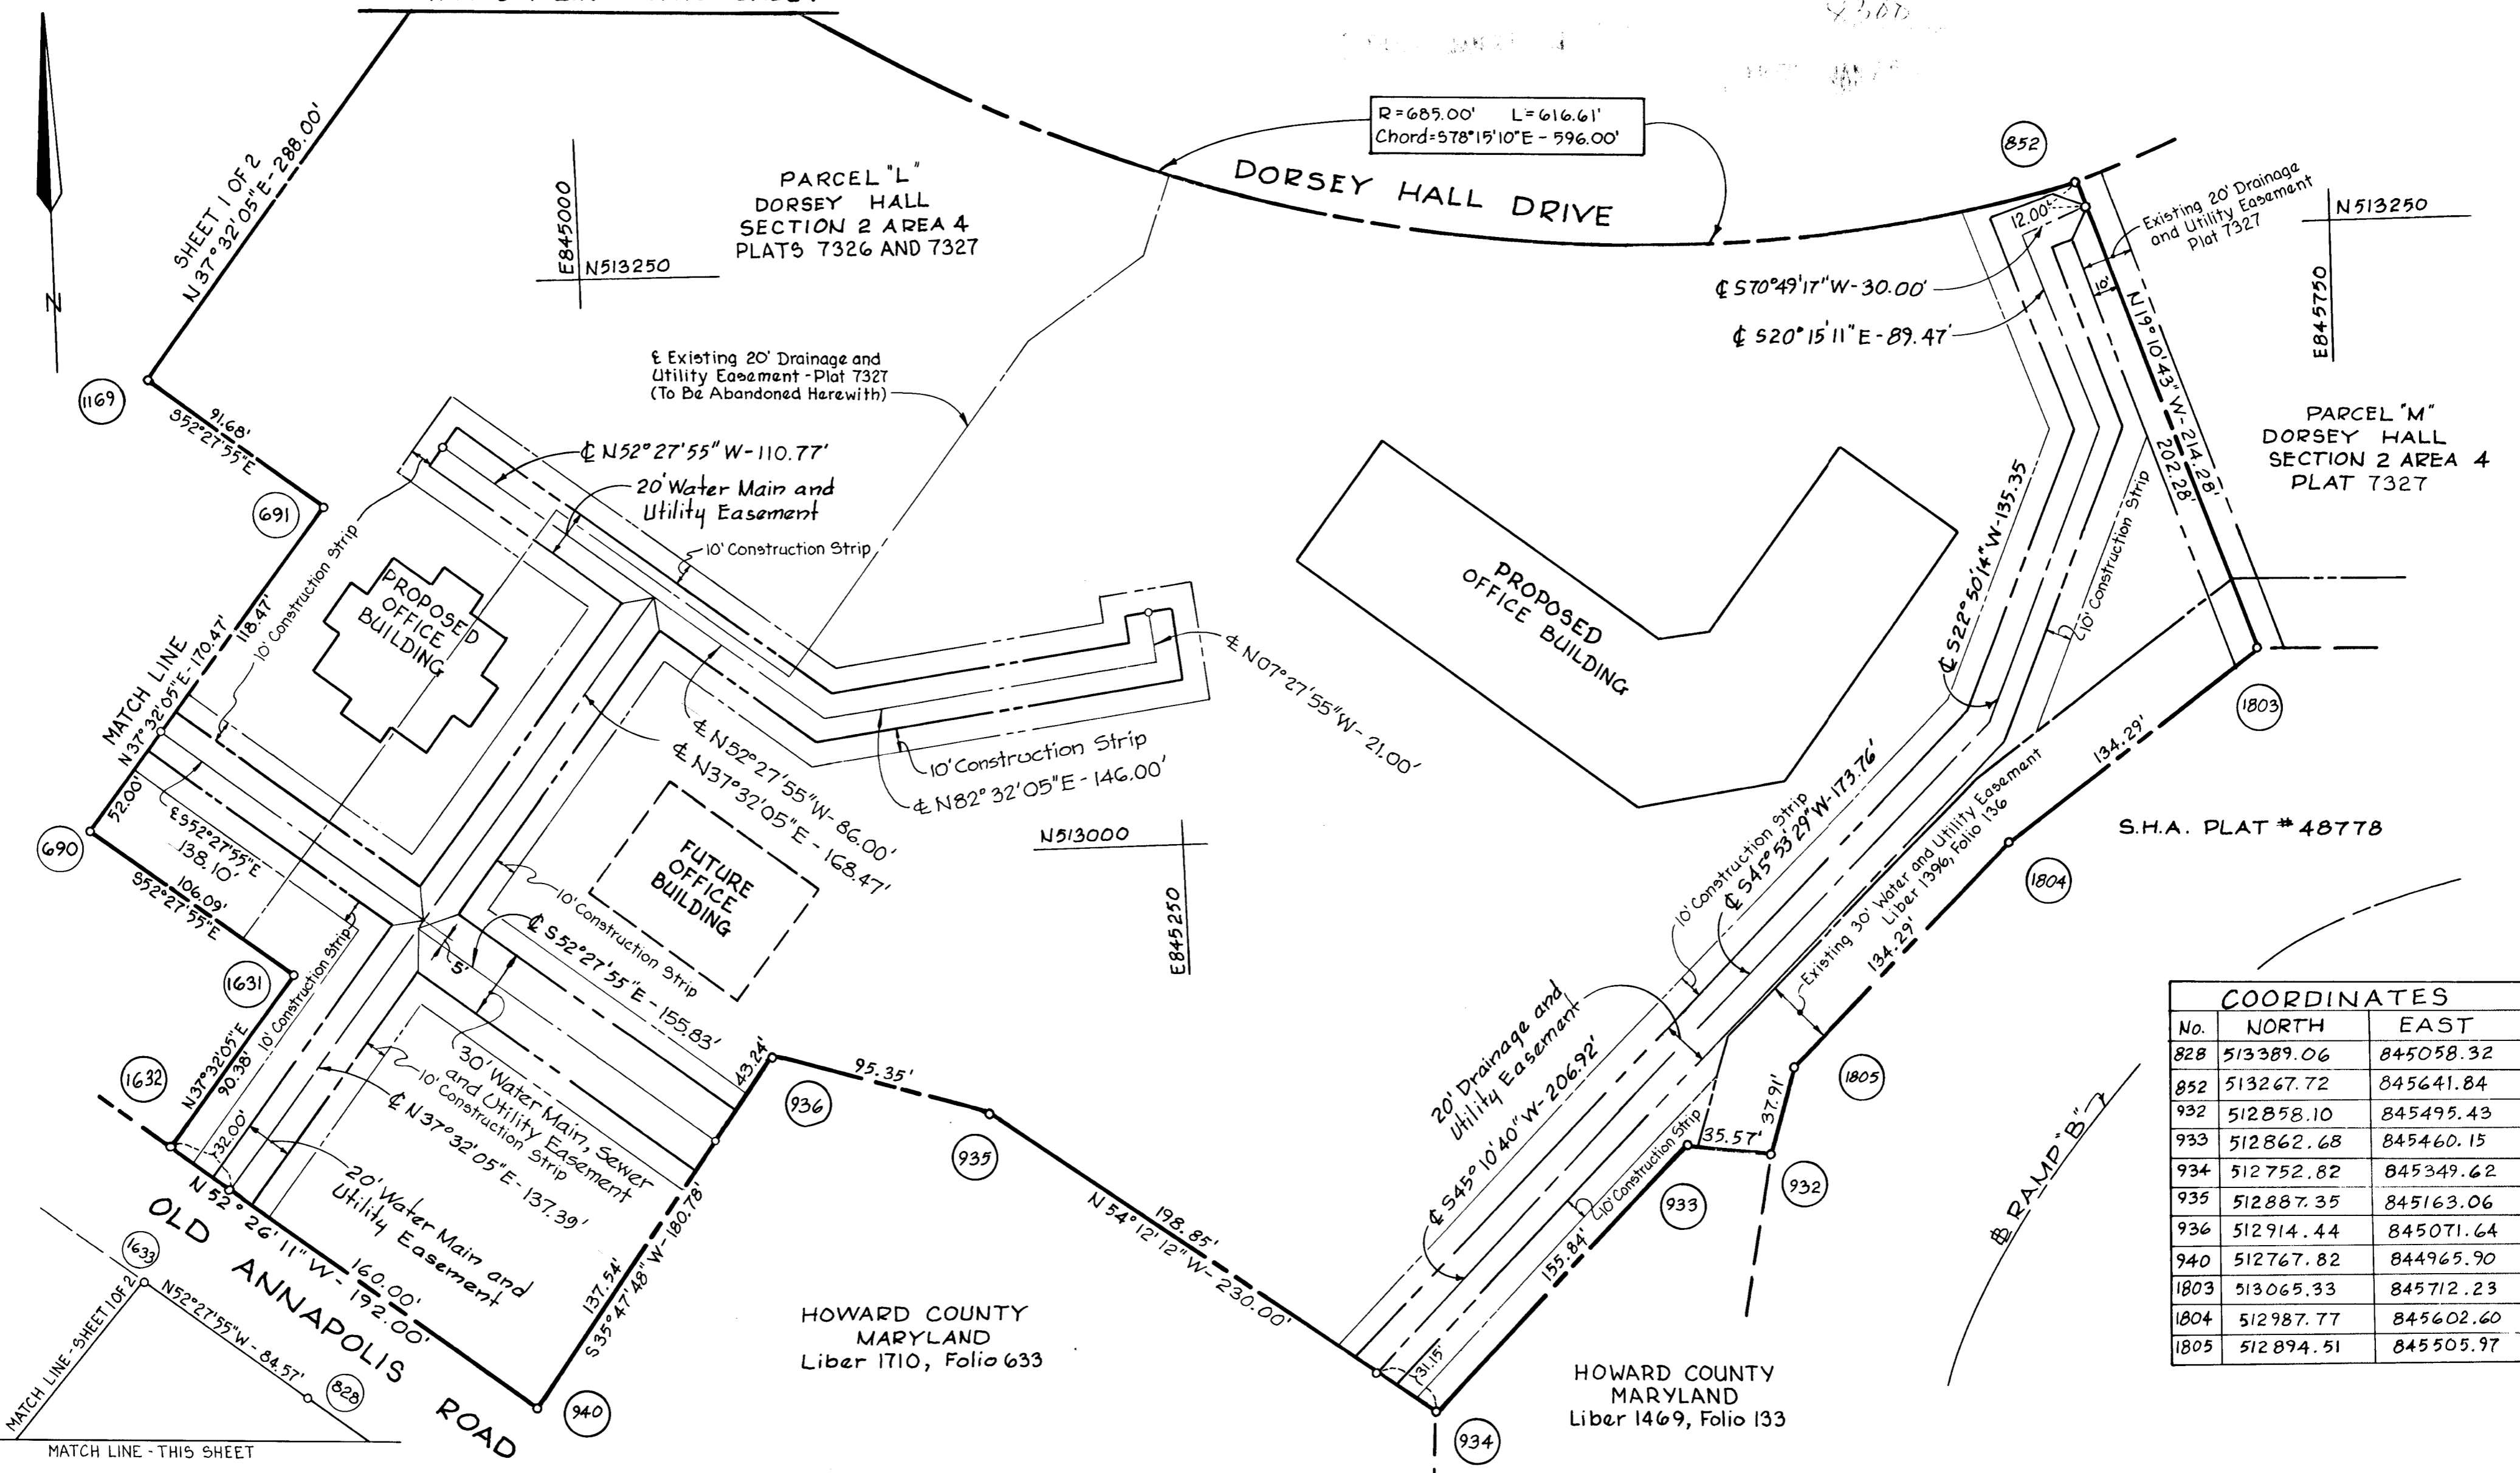 R=685.00' L=616.61'
Chord=S78°15'10"E - 596.00'
DORSEY HALL DRIVE
852
SHEET 1 OF 2
N37°32'05"E-288.00'
PARCEL "L"
DORSEY HALL
SECTION 2 AREA 4
PLATS 7326 AND 7327
E845000
N513250
N
12.00'
Existing 20' Drainage
and Utility Easement
Plat 7327
N513250
E845750
℄ S70°49'17"W-30.00'
℄ S20°15'11"E-89.47'
10'
N19°10'43"W-214.28'
202.28'
PARCEL "M"
DORSEY HALL
SECTION 2 AREA 4
PLAT 7327
℄ Existing 20' Drainage and
Utility Easement - Plat 7327
(To Be Abandoned Herewith)
1169
91.68'
S52°27'55"E
691
℄ N52°27'55"W-110.77'
20' Water Main and
Utility Easement
10' Construction Strip
10' Construction Strip
PROPOSED
OFFICE
BUILDING
MATCH LINE
N37°32'05"E-170.47'
118.47'
52.00'
690
℄ S52°27'55"E
138.10'
106.09'
S52°27'55"E
1631
℄ N07°27'55"W-21.00'
℄ N52°27'55"W-86.00'
℄ N37°32'05"E-168.47'
10' Construction Strip
℄ N82°32'05"E-146.00'
FUTURE
OFFICE
BUILDING
10' Construction Strip
℄ S52°27'55"E-155.83'
5'
N513000
E845250
PROPOSED
OFFICE BUILDING
℄ S22°50'14"W-135.35
10' Construction Strip
1803
134.29'
S.H.A. PLAT #48778
1804
10' Construction Strip
℄ S45°53'29"W-173.76'
Existing 30' Water and Utility Easement
Liber 1396, Folio 136
134.29'
1805
37.91'
35.57'
932
933
20' Drainage and
Utility Easement
℄ S45°10'40"W-206.92'
10' Construction Strip
155.84'
31.15'
934
1632
N37°32'05"E
90.38'
10' Construction Strip
32.00'
30' Water Main, Sewer
and Utility Easement
10' Construction Strip
℄ N37°32'05"E-137.39'
20' Water Main and
Utility Easement
43.24'
936
95.35'
935
198.85'
N54°12'12"W-230.00'
137.54'
S35°47'48"W-180.78'
N52°26'11"W-192.00'
160.00'
OLD ANNAPOLIS ROAD
940
HOWARD COUNTY
MARYLAND
Liber 1710, Folio 633
HOWARD COUNTY
MARYLAND
Liber 1469, Folio 133
RAMP "B"
1633
N52°27'55"W-84.57'
828
MATCH LINE - SHEET 1 OF 2
MATCH LINE - THIS SHEET
COORDINATES
No. NORTH EAST
828 513389.06 845058.32
852 513267.72 845641.84
932 512858.10 845495.43
933 512862.68 845460.15
934 512752.82 845349.62
935 512887.35 845163.06
936 512914.44 845071.64
940 512767.82 844965.90
1803 513065.33 845712.23
1804 512987.77 845602.60
1805 512894.51 845505.97